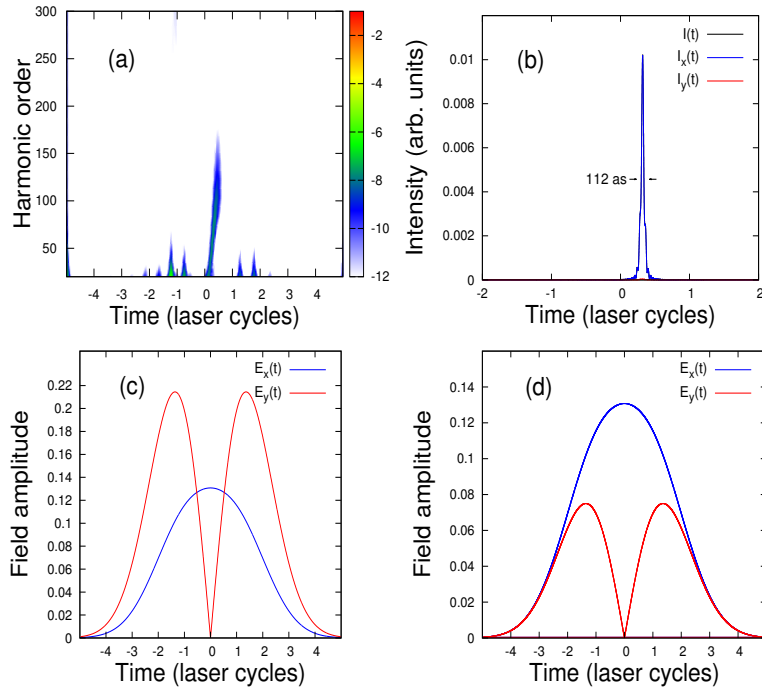 300
250
200
150
100
50
Harmonic order
(a)
-4 -3 -2 -1 0 1 2 3 4
Time (laser cycles)
-2
-4
-6
-8
-10
-12
0.01
0.008
0.006
0.004
0.002
0
Intensity (arb. units)
(b)
I(t)
I_x(t)
I_y(t)
112 as
-2 -1 0 1 2
Time (laser cycles)
0.22
0.2
0.18
0.16
0.14
0.12
0.1
0.08
0.06
0.04
0.02
0
Field amplitude
(c)
E_x(t)
E_y(t)
-4 -3 -2 -1 0 1 2 3 4
Time (laser cycles)
0.14
0.12
0.1
0.08
0.06
0.04
0.02
0
Field amplitude
(d)
E_x(t)
E_y(t)
-4 -3 -2 -1 0 1 2 3 4
Time (laser cycles)